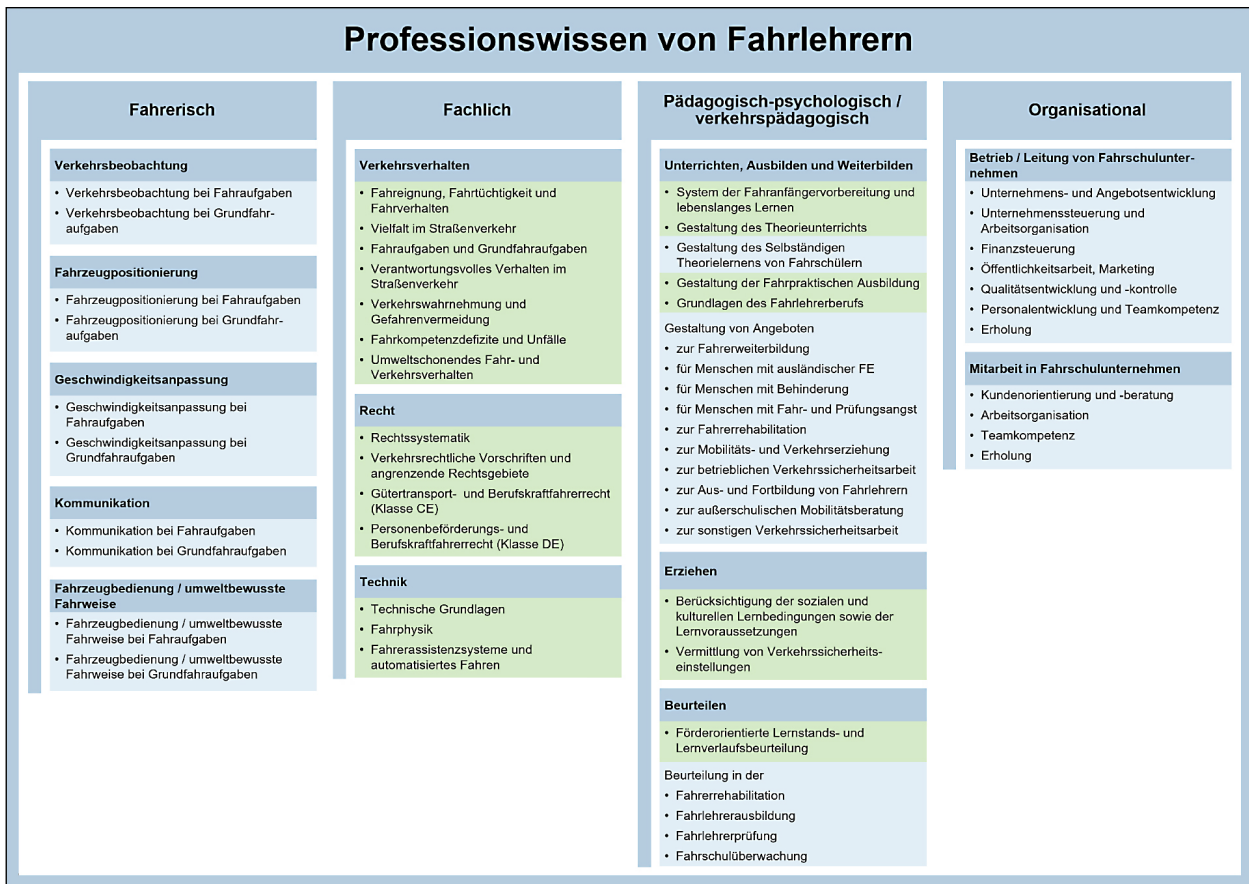 Professionswissen von Fahrlehrern
Fahrerisch
Verkehrsbeobachtung
• Verkehrsbeobachtung bei Fahraufgaben
• Verkehrsbeobachtung bei Grundfahr-
aufgaben
Fahrzeugpositionierung
• Fahrzeugpositionierung bei Fahraufgaben
• Fahrzeugpositionierung bei Grundfahr-
aufgaben
Geschwindigkeitsanpassung
• Geschwindigkeitsanpassung bei
Fahraufgaben
• Geschwindigkeitsanpassung bei
Grundfahraufgaben
Kommunikation
• Kommunikation bei Fahraufgaben
• Kommunikation bei Grundfahraufgaben
Fahrzeugbedienung / umweltbewusste
Fahrweise
• Fahrzeugbedienung / umweltbewusste
Fahrweise bei Fahraufgaben
• Fahrzeugbedienung / umweltbewusste
Fahrweise bei Grundfahraufgaben
Fachlich
Verkehrsverhalten
• Fahreignung, Fahrtüchtigkeit und
Fahrverhalten
• Vielfalt im Straßenverkehr
• Fahraufgaben und Grundfahraufgaben
• Verantwortungsvolles Verhalten im
Straßenverkehr
• Verkehrswahrnehmung und
Gefahrenvermeidung
• Fahrkompetenzdefizite und Unfälle
• Umweltschonendes Fahr- und
Verkehrsverhalten
Recht
• Rechtssystematik
• Verkehrsrechtliche Vorschriften und
angrenzende Rechtsgebiete
• Gütertransport- und Berufskraftfahrerrecht
(Klasse CE)
• Personenbeförderungs- und
Berufskraftfahrerrecht (Klasse DE)
Technik
• Technische Grundlagen
• Fahrphysik
• Fahrerassistenzsysteme und
automatisiertes Fahren
Pädagogisch-psychologisch /
verkehrspädagogisch
Unterrichten, Ausbilden und Weiterbilden
• System der Fahranfängervorbereitung und
lebenslanges Lernen
• Gestaltung des Theorieunterrichts
• Gestaltung des Selbständigen
Theorielernens von Fahrschülern
• Gestaltung der Fahrpraktischen Ausbildung
• Grundlagen des Fahrlehrerberufs
Gestaltung von Angeboten
• zur Fahrerweiterbildung
• für Menschen mit ausländischer FE
• für Menschen mit Behinderung
• für Menschen mit Fahr- und Prüfungsangst
• zur Fahrerrehabilitation
• zur Mobilitäts- und Verkehrserziehung
• zur betrieblichen Verkehrssicherheitsarbeit
• zur Aus- und Fortbildung von Fahrlehrern
• zur außerschulischen Mobilitätsberatung
• zur sonstigen Verkehrssicherheitsarbeit
Erziehen
• Berücksichtigung der sozialen und
kulturellen Lernbedingungen sowie der
Lernvoraussetzungen
• Vermittlung von Verkehrssicherheits-
einstellungen
Beurteilen
• Förderorientierte Lernstands- und
Lernverlaufsbeurteilung
Beurteilung in der
• Fahrerrehabilitation
• Fahrlehrerausbildung
• Fahrlehrerprüfung
• Fahrschulüberwachung
Organisational
Betrieb / Leitung von Fahrschulunter-
nehmen
• Unternehmens- und Angebotsentwicklung
• Unternehmenssteuerung und
Arbeitsorganisation
• Finanzsteuerung
• Öffentlichkeitsarbeit, Marketing
• Qualitätsentwicklung und -kontrolle
• Personalentwicklung und Teamkompetenz
• Erholung
Mitarbeit in Fahrschulunternehmen
• Kundenorientierung und -beratung
• Arbeitsorganisation
• Teamkompetenz
• Erholung